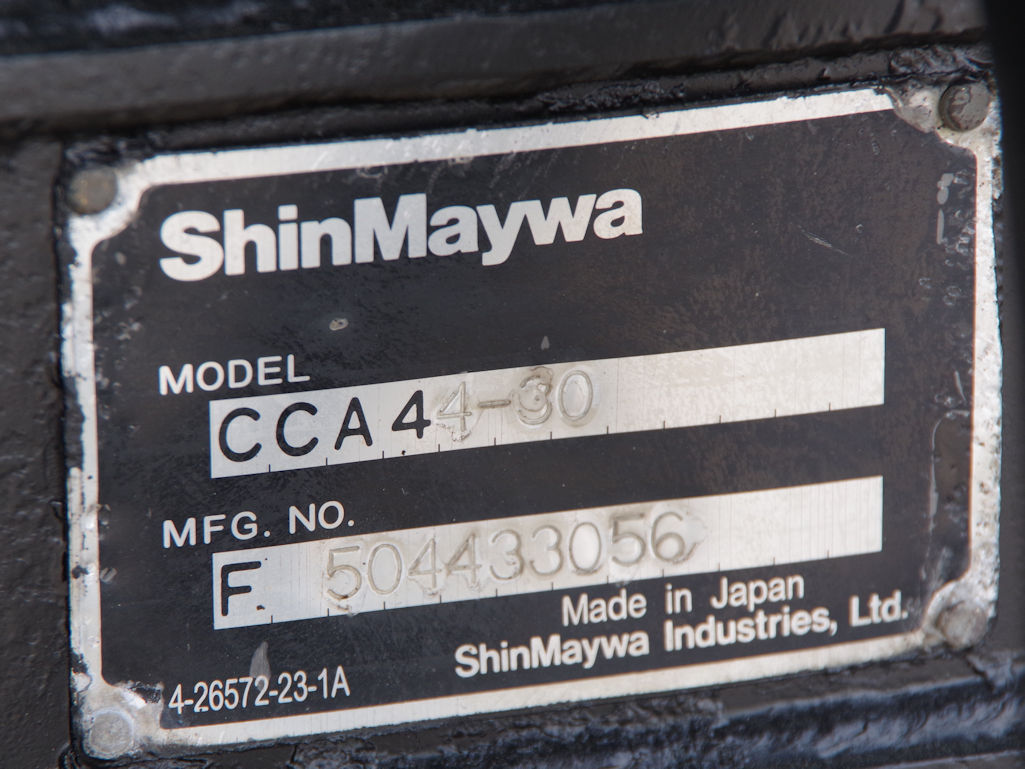 ShinMaywa
MODEL
CCA44-30
MFG. NO.
F. 504433056
Made in Japan
ShinMaywa Industries, Ltd.
4-26572-23-1A